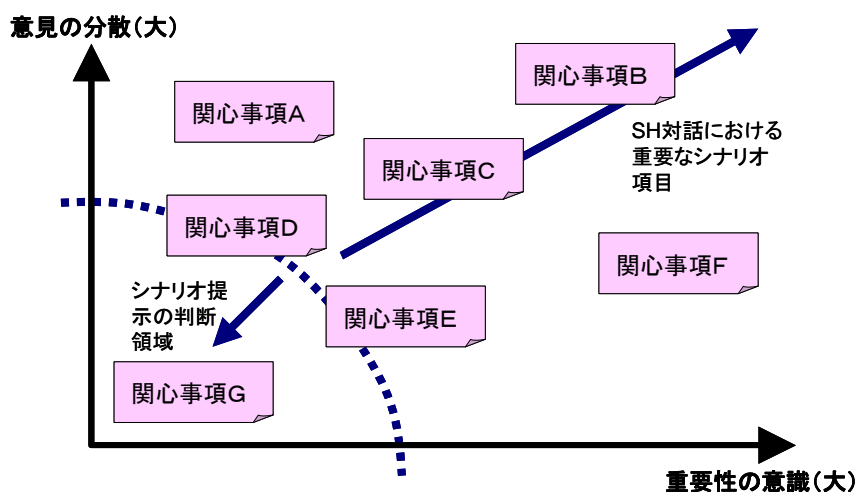 意見の分散(大)
関心事項B
関心事項A
SH対話における
重要なシナリオ
項目
関心事項C
関心事項D
関心事項F
シナリオ提
示の判断
領域
関心事項E
関心事項G
重要性の意識(大)